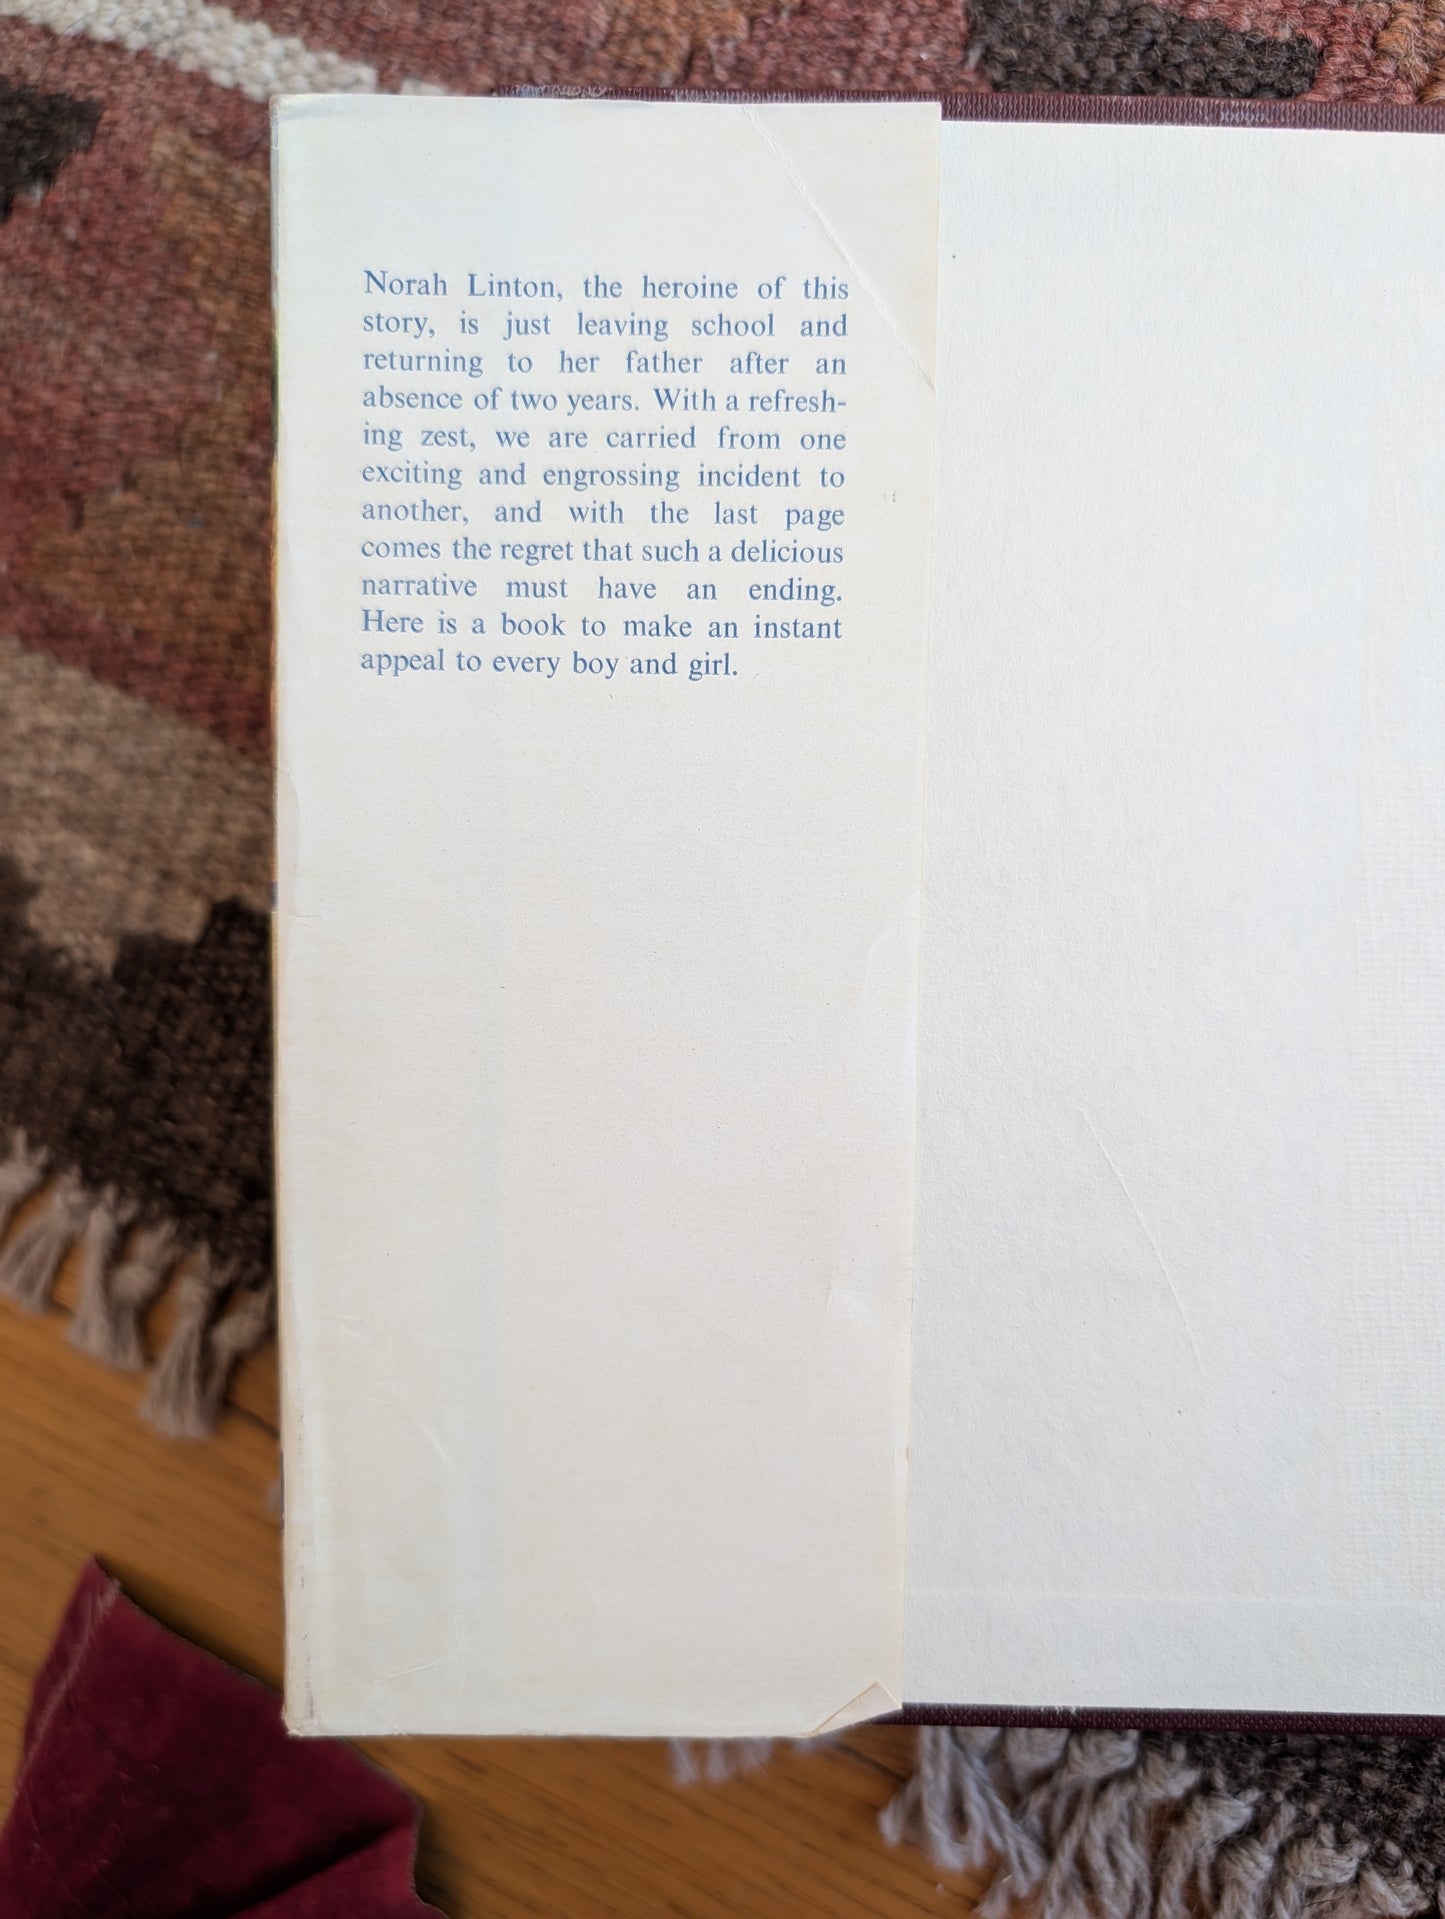 Norah Linton, the heroine of this
story, is just leaving school and
returning to her father after an
absence of two years. With a refresh-
ing zest, we are carried from one
exciting and engrossing incident to
another, and with the last page
comes the regret that such a delicious
narrative must have an ending.
Here is a book to make an instant
appeal to every boy and girl.